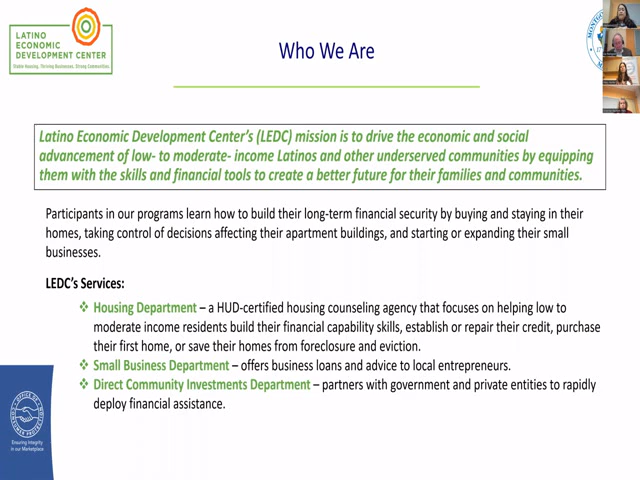 LATINO
ECONOMIC
DEVELOPMENT CENTER
Stable Housing. Thriving Businesses. Strong Communities.
Who We Are
Latino Economic Development Center's (LEDC) mission is to drive the economic and social
advancement of low- to moderate- income Latinos and other underserved communities by equipping
them with the skills and financial tools to create a better future for their families and communities.
Participants in our programs learn how to build their long-term financial security by buying and staying in their
homes, taking control of decisions affecting their apartment buildings, and starting or expanding their small
businesses.
LEDC's Services:
❖ Housing Department – a HUD-certified housing counseling agency that focuses on helping low to
moderate income residents build their financial capability skills, establish or repair their credit, purchase
their first home, or save their homes from foreclosure and eviction.
❖ Small Business Department – offers business loans and advice to local entrepreneurs.
❖ Direct Community Investments Department – partners with government and private entities to rapidly
deploy financial assistance.
OFFICE OF
CONSUMER PROTECTION
Ensuring Integrity
in our Marketplace